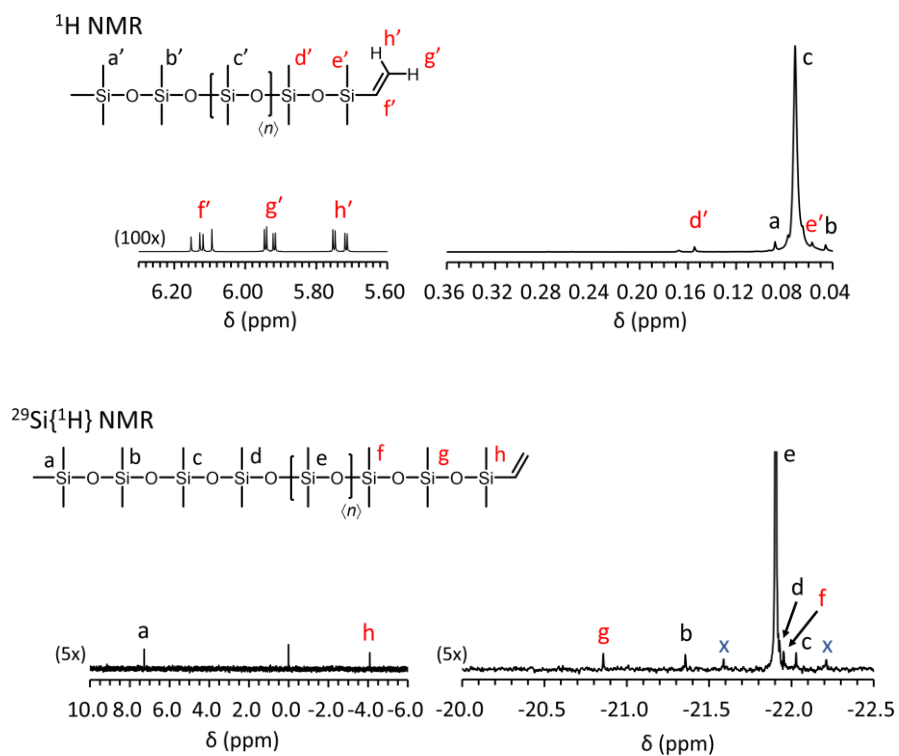 ¹H NMR
a′ b′ c′ d′ e′ h′ g′
H
Si O Si O Si O Si O Si H
f′
⟨n⟩
f′ g′ h′
(100x)
6.20 6.00 5.80 5.60
δ (ppm)
c
d′ a e′ b
0.36 0.32 0.28 0.24 0.20 0.16 0.12 0.08 0.04
δ (ppm)
²⁹Si{¹H} NMR
a b c d e f g h
Si O Si O Si O Si O Si O Si O Si O Si
⟨n⟩
a h
(5x)
10.0 8.0 6.0 4.0 2.0 0.0 -2.0 -4.0 -6.0
δ (ppm)
e
d f
g b x c x
(5x)
-20.0 -20.5 -21.0 -21.5 -22.0 -22.5
δ (ppm)